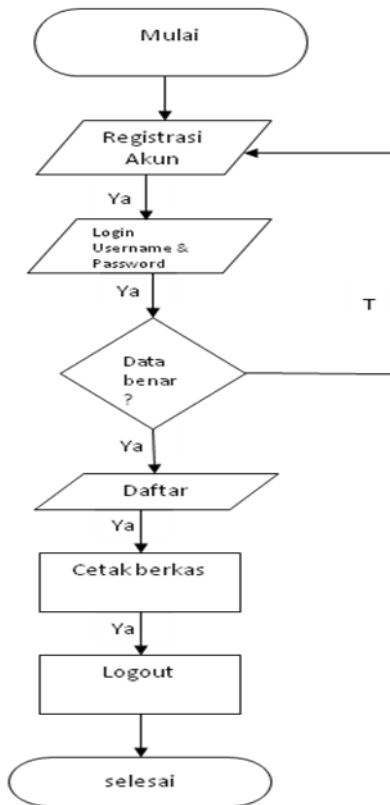 Mulai
Registrasi
Akun
Ya
Login
Username &
Password
Ya
T
Data
benar
?
Ya
Daftar
Ya
Cetak berkas
Ya
Logout
selesai